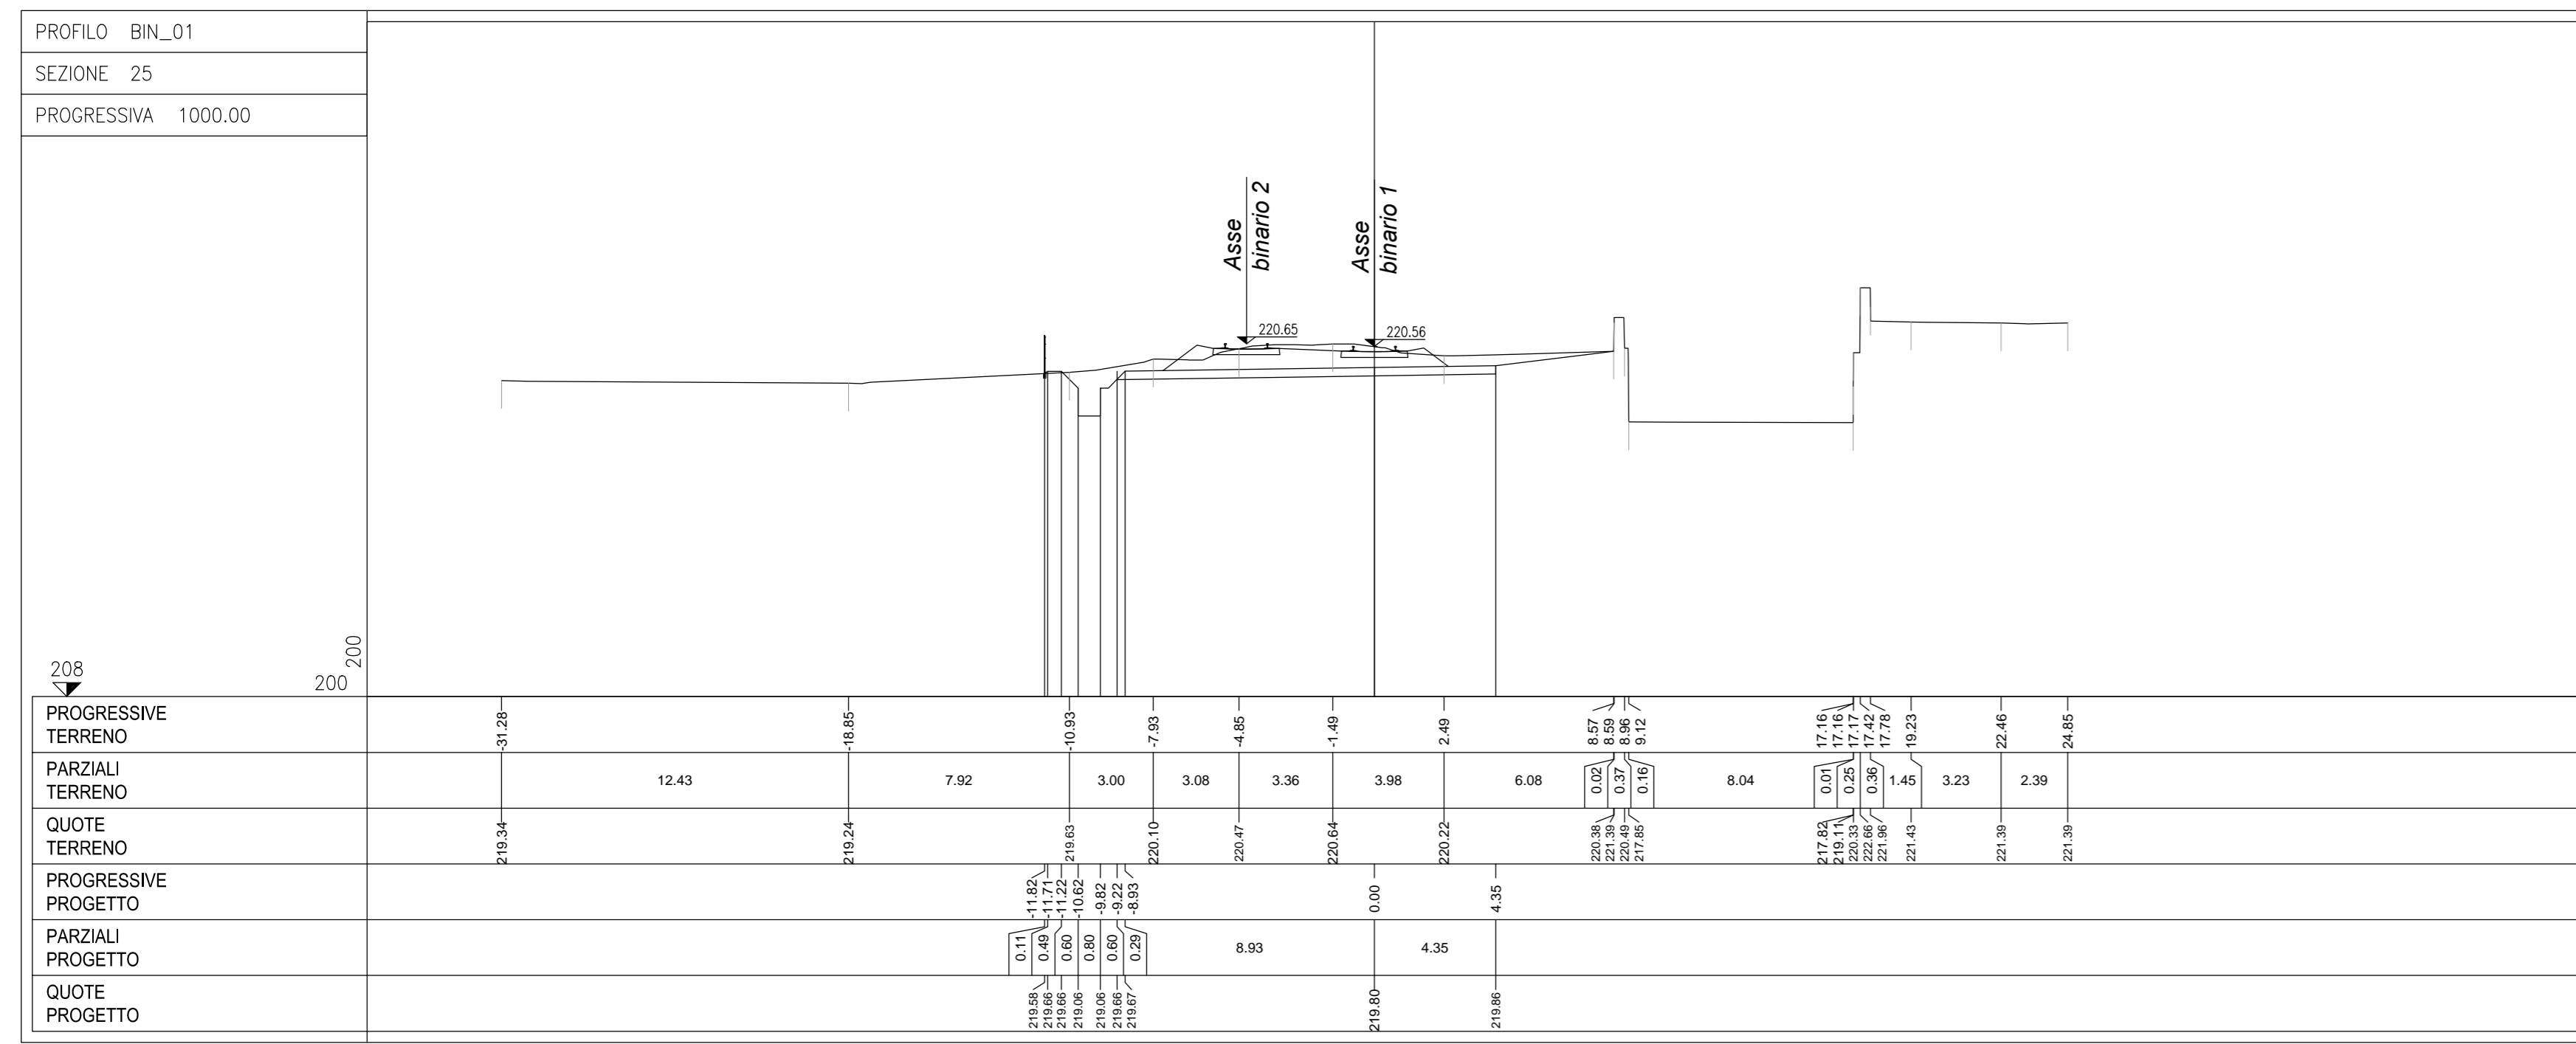 PROFILO BIN_01
SEZIONE 25
PROGRESSIVA 1000.00
Asse
binario 2
Asse
binario 1
220.65
220.56
208
200
200
PROGRESSIVE
TERRENO
-31.28 -18.85 -10.93 -7.93 -4.85 -1.49 2.49 8.57 8.59 8.96 9.12 17.16 17.16 17.17 17.42 17.78 19.23 22.46 24.85
PARZIALI
TERRENO
12.43 7.92 3.00 3.08 3.36 3.98 6.08 0.02 0.37 0.16 8.04 0.01 0.25 0.36 1.45 3.23 2.39
QUOTE
TERRENO
219.34 219.24 219.63 220.10 220.47 220.64 220.22 220.38 221.39 220.49 217.85 217.82 219.11 220.33 222.66 221.96 221.43 221.39 221.39
PROGRESSIVE
PROGETTO
-11.82 -11.71 -11.22 -10.62 -9.82 -9.22 -8.93 0.00 4.35
PARZIALI
PROGETTO
0.11 0.49 0.60 0.80 0.60 0.29 8.93 4.35
QUOTE
PROGETTO
219.58 219.66 219.66 219.06 219.06 219.66 219.67 219.80 219.86